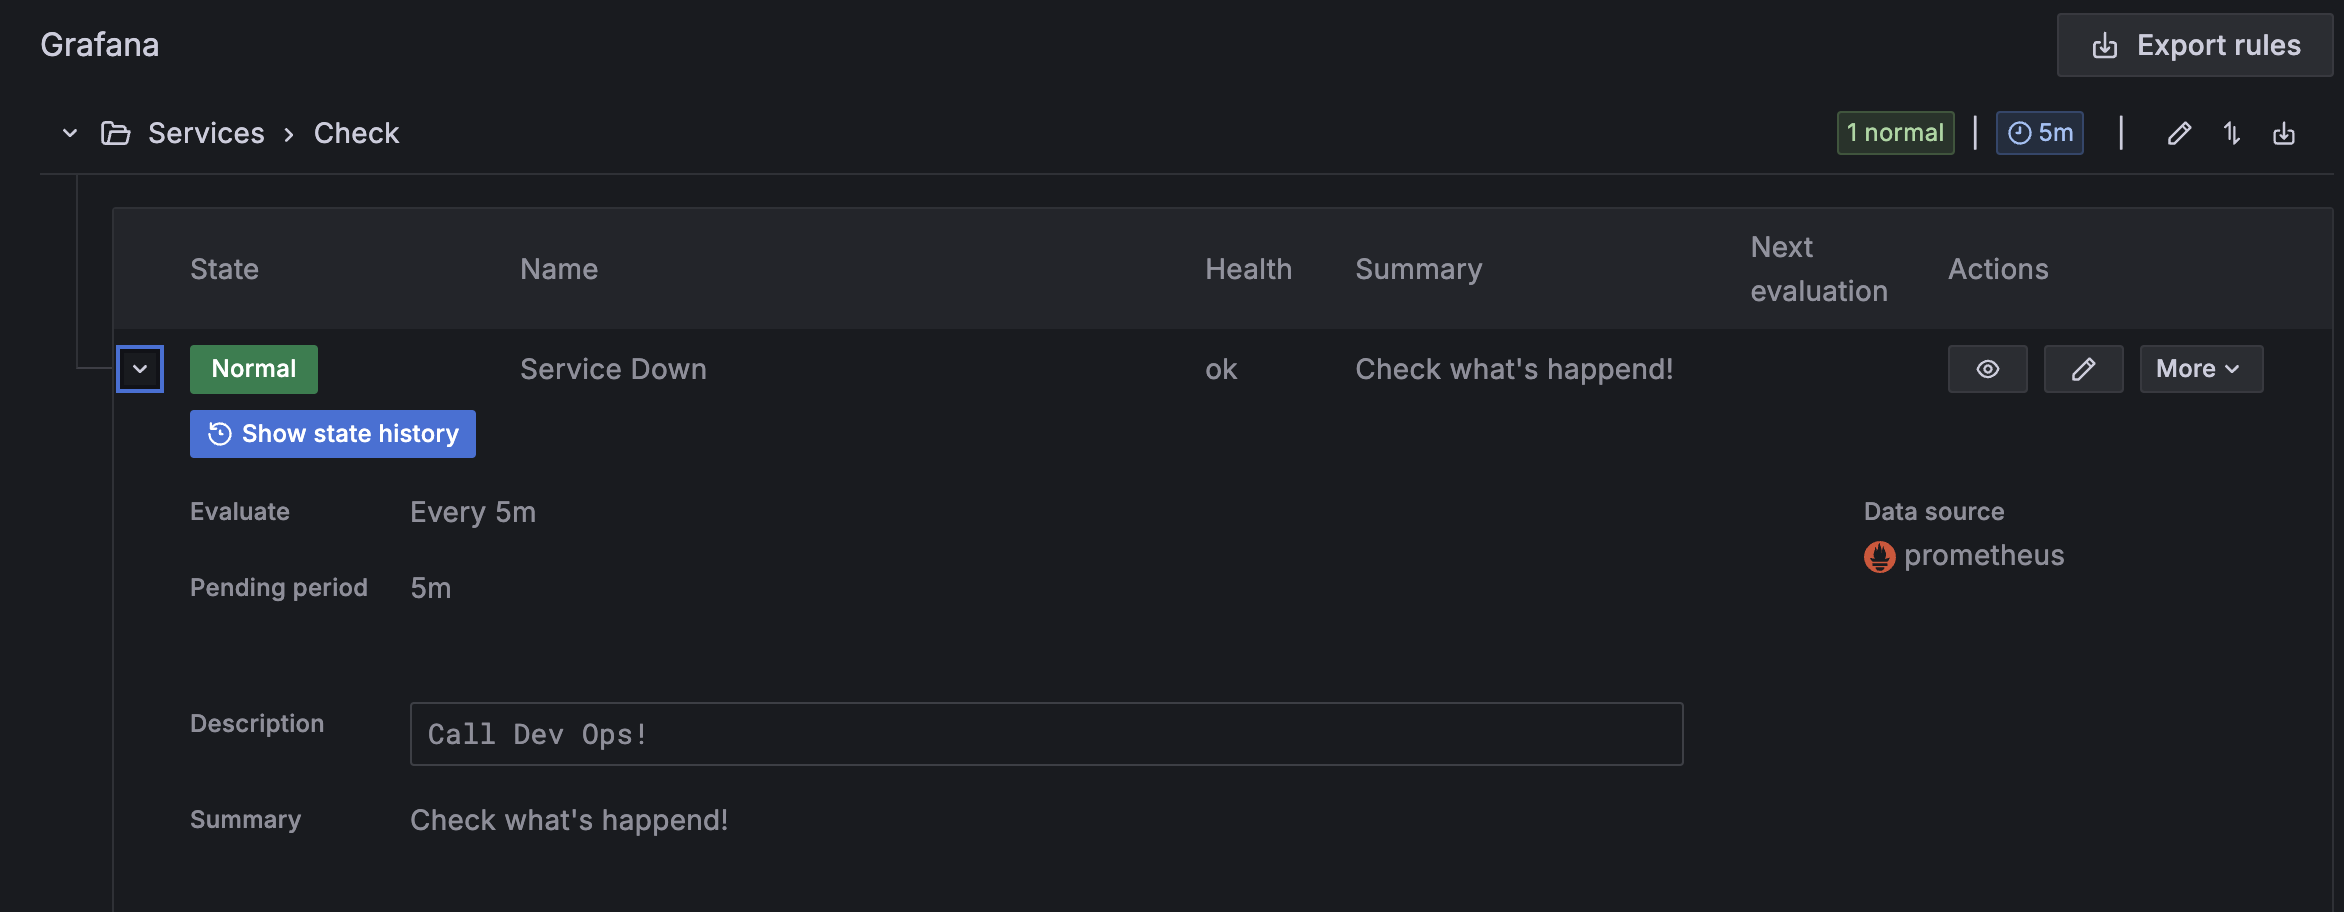 Grafana
Export rules
Services › Check
1 normal | 5m |
State Name Health Summary Next evaluation Actions
Normal Service Down ok Check what's happend! More
Show state history
Evaluate Every 5m
Data source
prometheus
Pending period 5m
Description Call Dev Ops!
Summary Check what's happend!